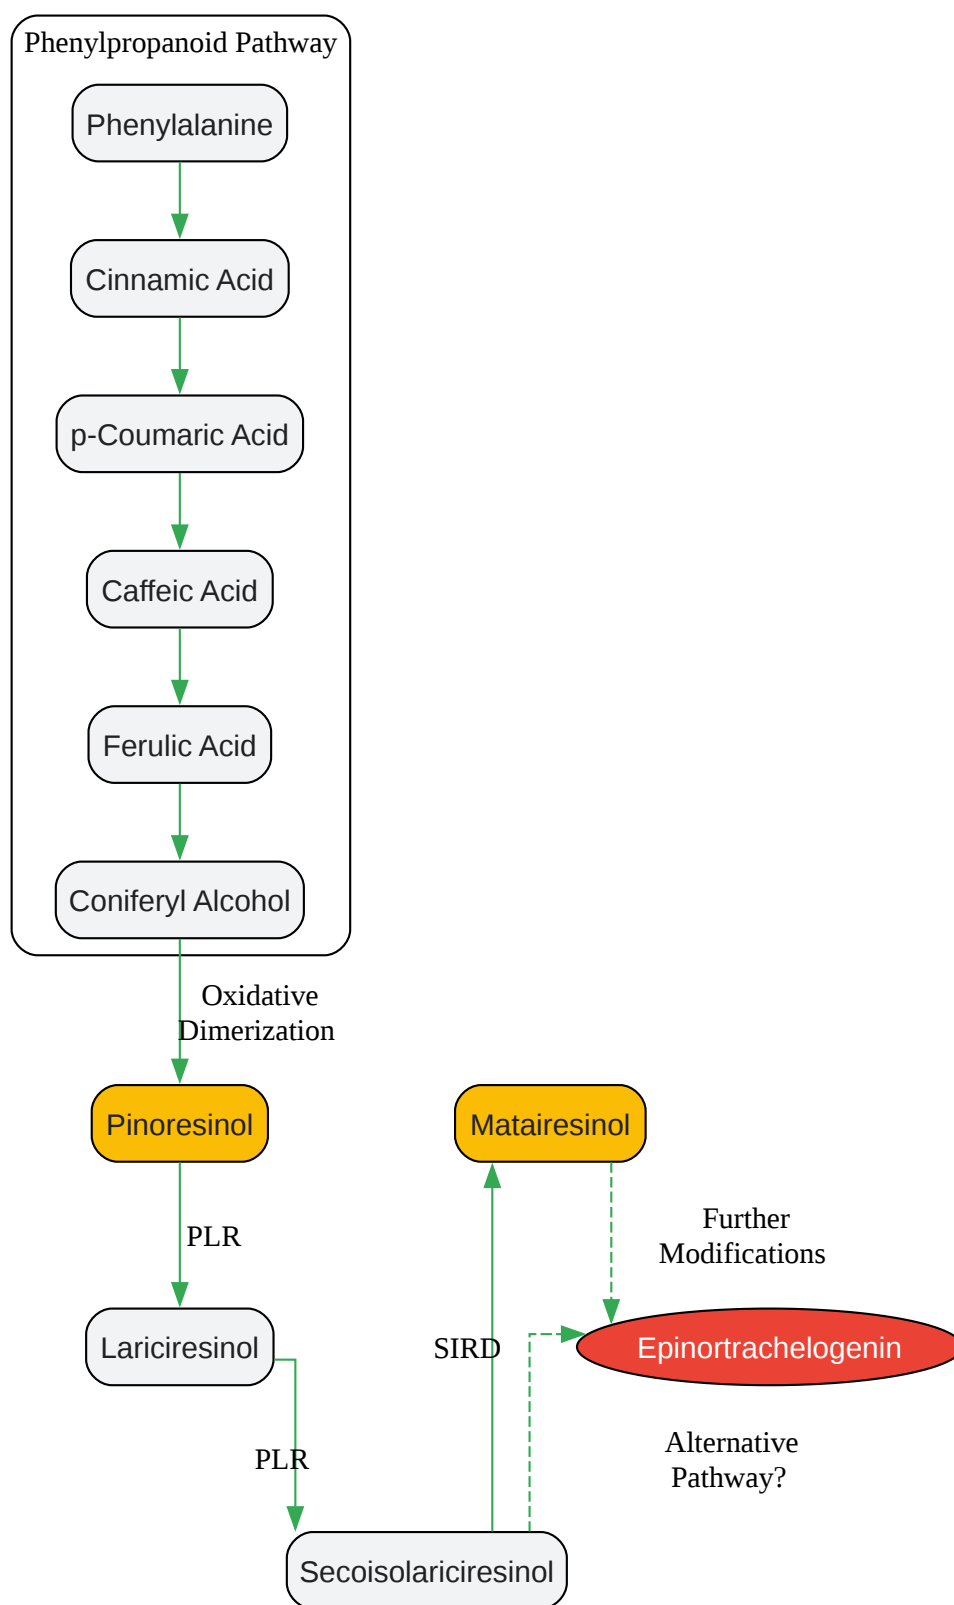 Phenylpropanoid Pathway
Phenylalanine
Cinnamic Acid
p-Coumaric Acid
Caffeic Acid
Ferulic Acid
Coniferyl Alcohol
Oxidative
Dimerization
Pinoresinol
Matairesinol
PLR
Further
Modifications
Lariciresinol
SIRD
Epinortrachelogenin
PLR
Alternative
Pathway?
Secoisolariciresinol